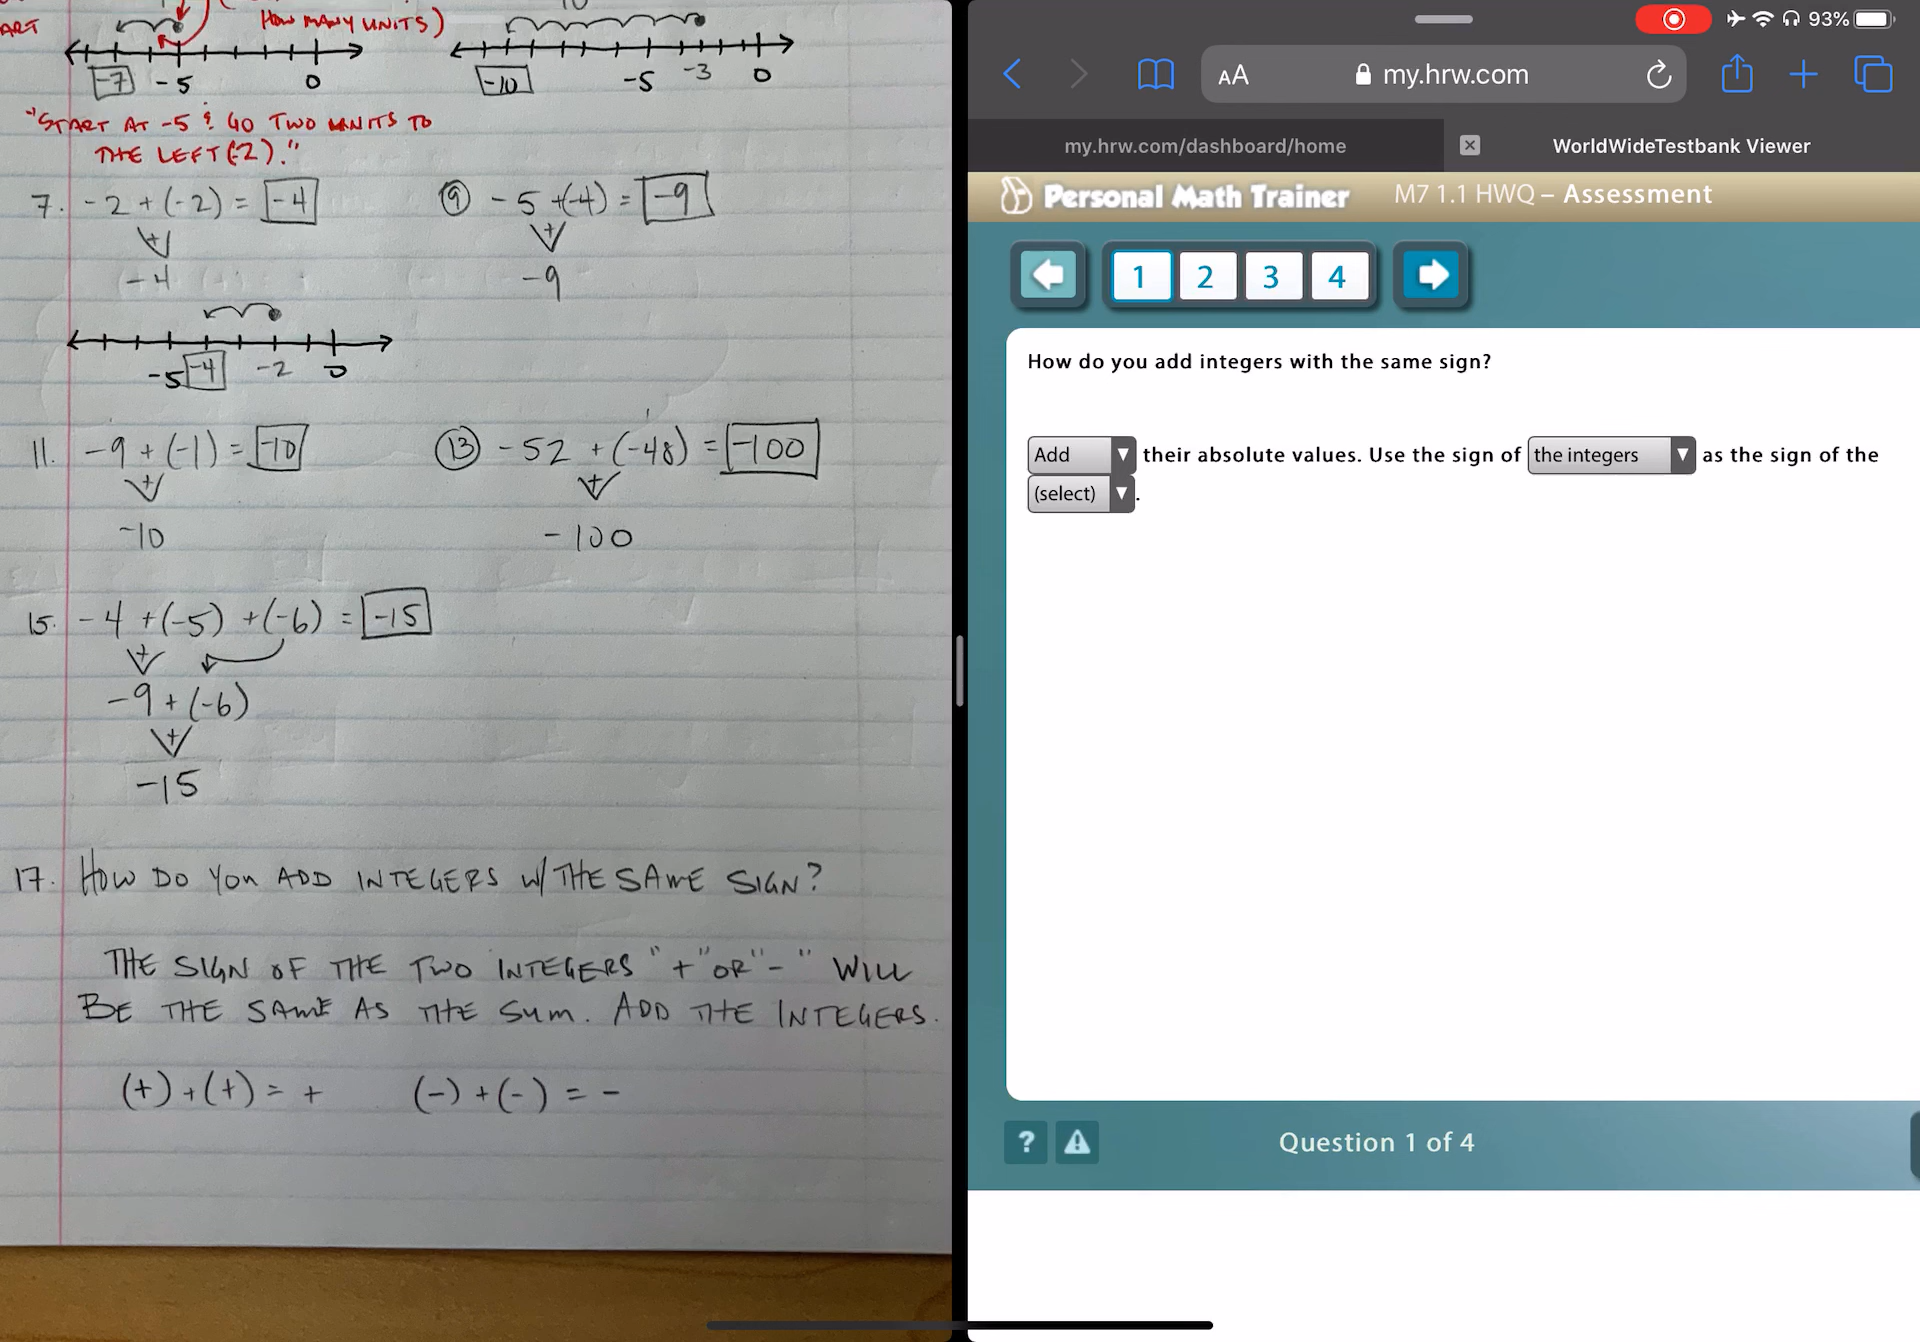 ART
HOW MANY UNITS)
10
-7 -5 0
-10 -5 -3 0
"START AT -5 & GO TWO UNITS TO
THE LEFT (-2)."
7. -2 + (-2) = -4
+
-4
9 -5 + (-4) = -9
+
-9
-5 -4 -2 0
11. -9 + (-1) = -10
+
-10
13 -52 + (-48) = -100
+
-100
15. -4 + (-5) + (-6) = -15
+
-9 + (-6)
+
-15
17. HOW DO YOU ADD INTEGERS W/ THE SAME SIGN?
THE SIGN OF THE TWO INTEGERS "+" OR "-" WILL
BE THE SAME AS THE SUM. ADD THE INTEGERS.
(+) + (+) = + (-) + (-) = -
93%
AA my.hrw.com
my.hrw.com/dashboard/home WorldWideTestbank Viewer
Personal Math Trainer M7 1.1 HWQ – Assessment
1 2 3 4
How do you add integers with the same sign?
Add their absolute values. Use the sign of the integers as the sign of the
(select) .
? Question 1 of 4